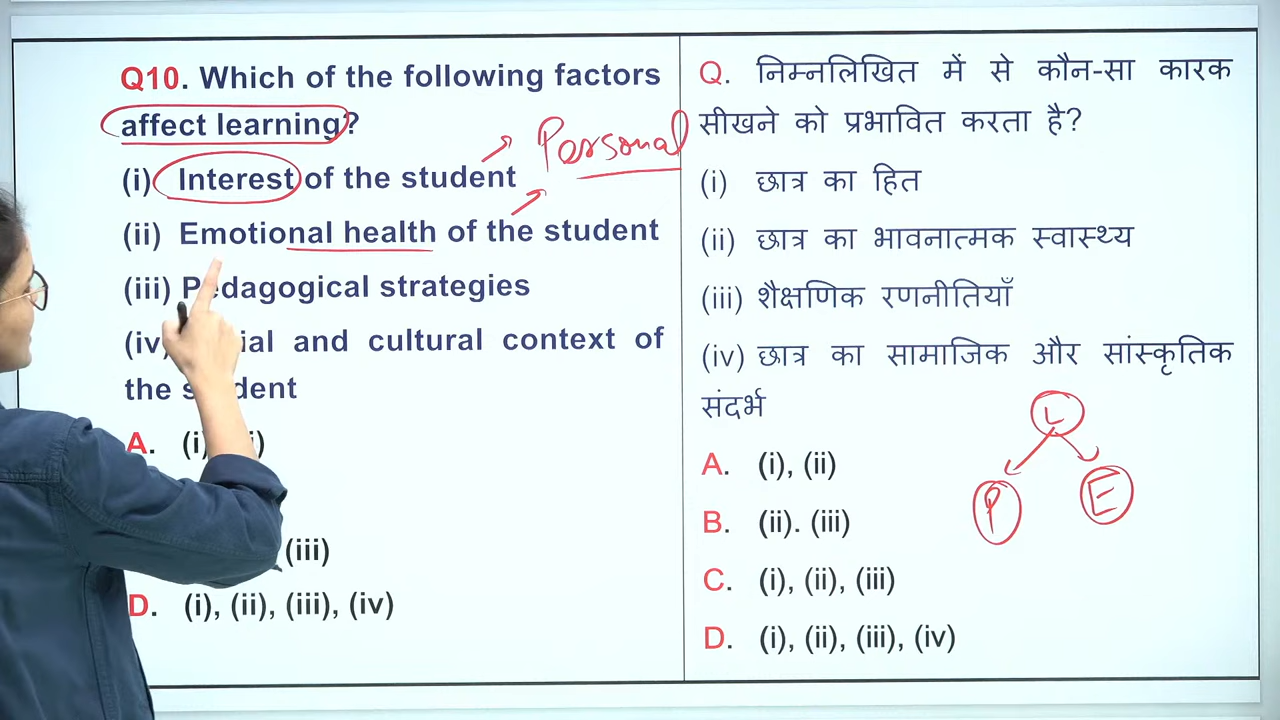 Q10. Which of the following factors
affect learning?
(i) Interest of the student
Personal
(ii) Emotional health of the student
(iii) Pedagogical strategies
(iv) and cultural context of
the student
A. (i)
(iii)
D. (i), (ii), (iii), (iv)
Q. निम्नलिखित में से कौन-सा कारक
सीखने को प्रभावित करता है?
(i) छात्र का हित
(ii) छात्र का भावनात्मक स्वास्थ्य
(iii) शैक्षणिक रणनीतियाँ
(iv) छात्र का सामाजिक और सांस्कृतिक
संदर्भ
L
P E
A. (i), (ii)
B. (ii). (iii)
C. (i), (ii), (iii)
D. (i), (ii), (iii), (iv)